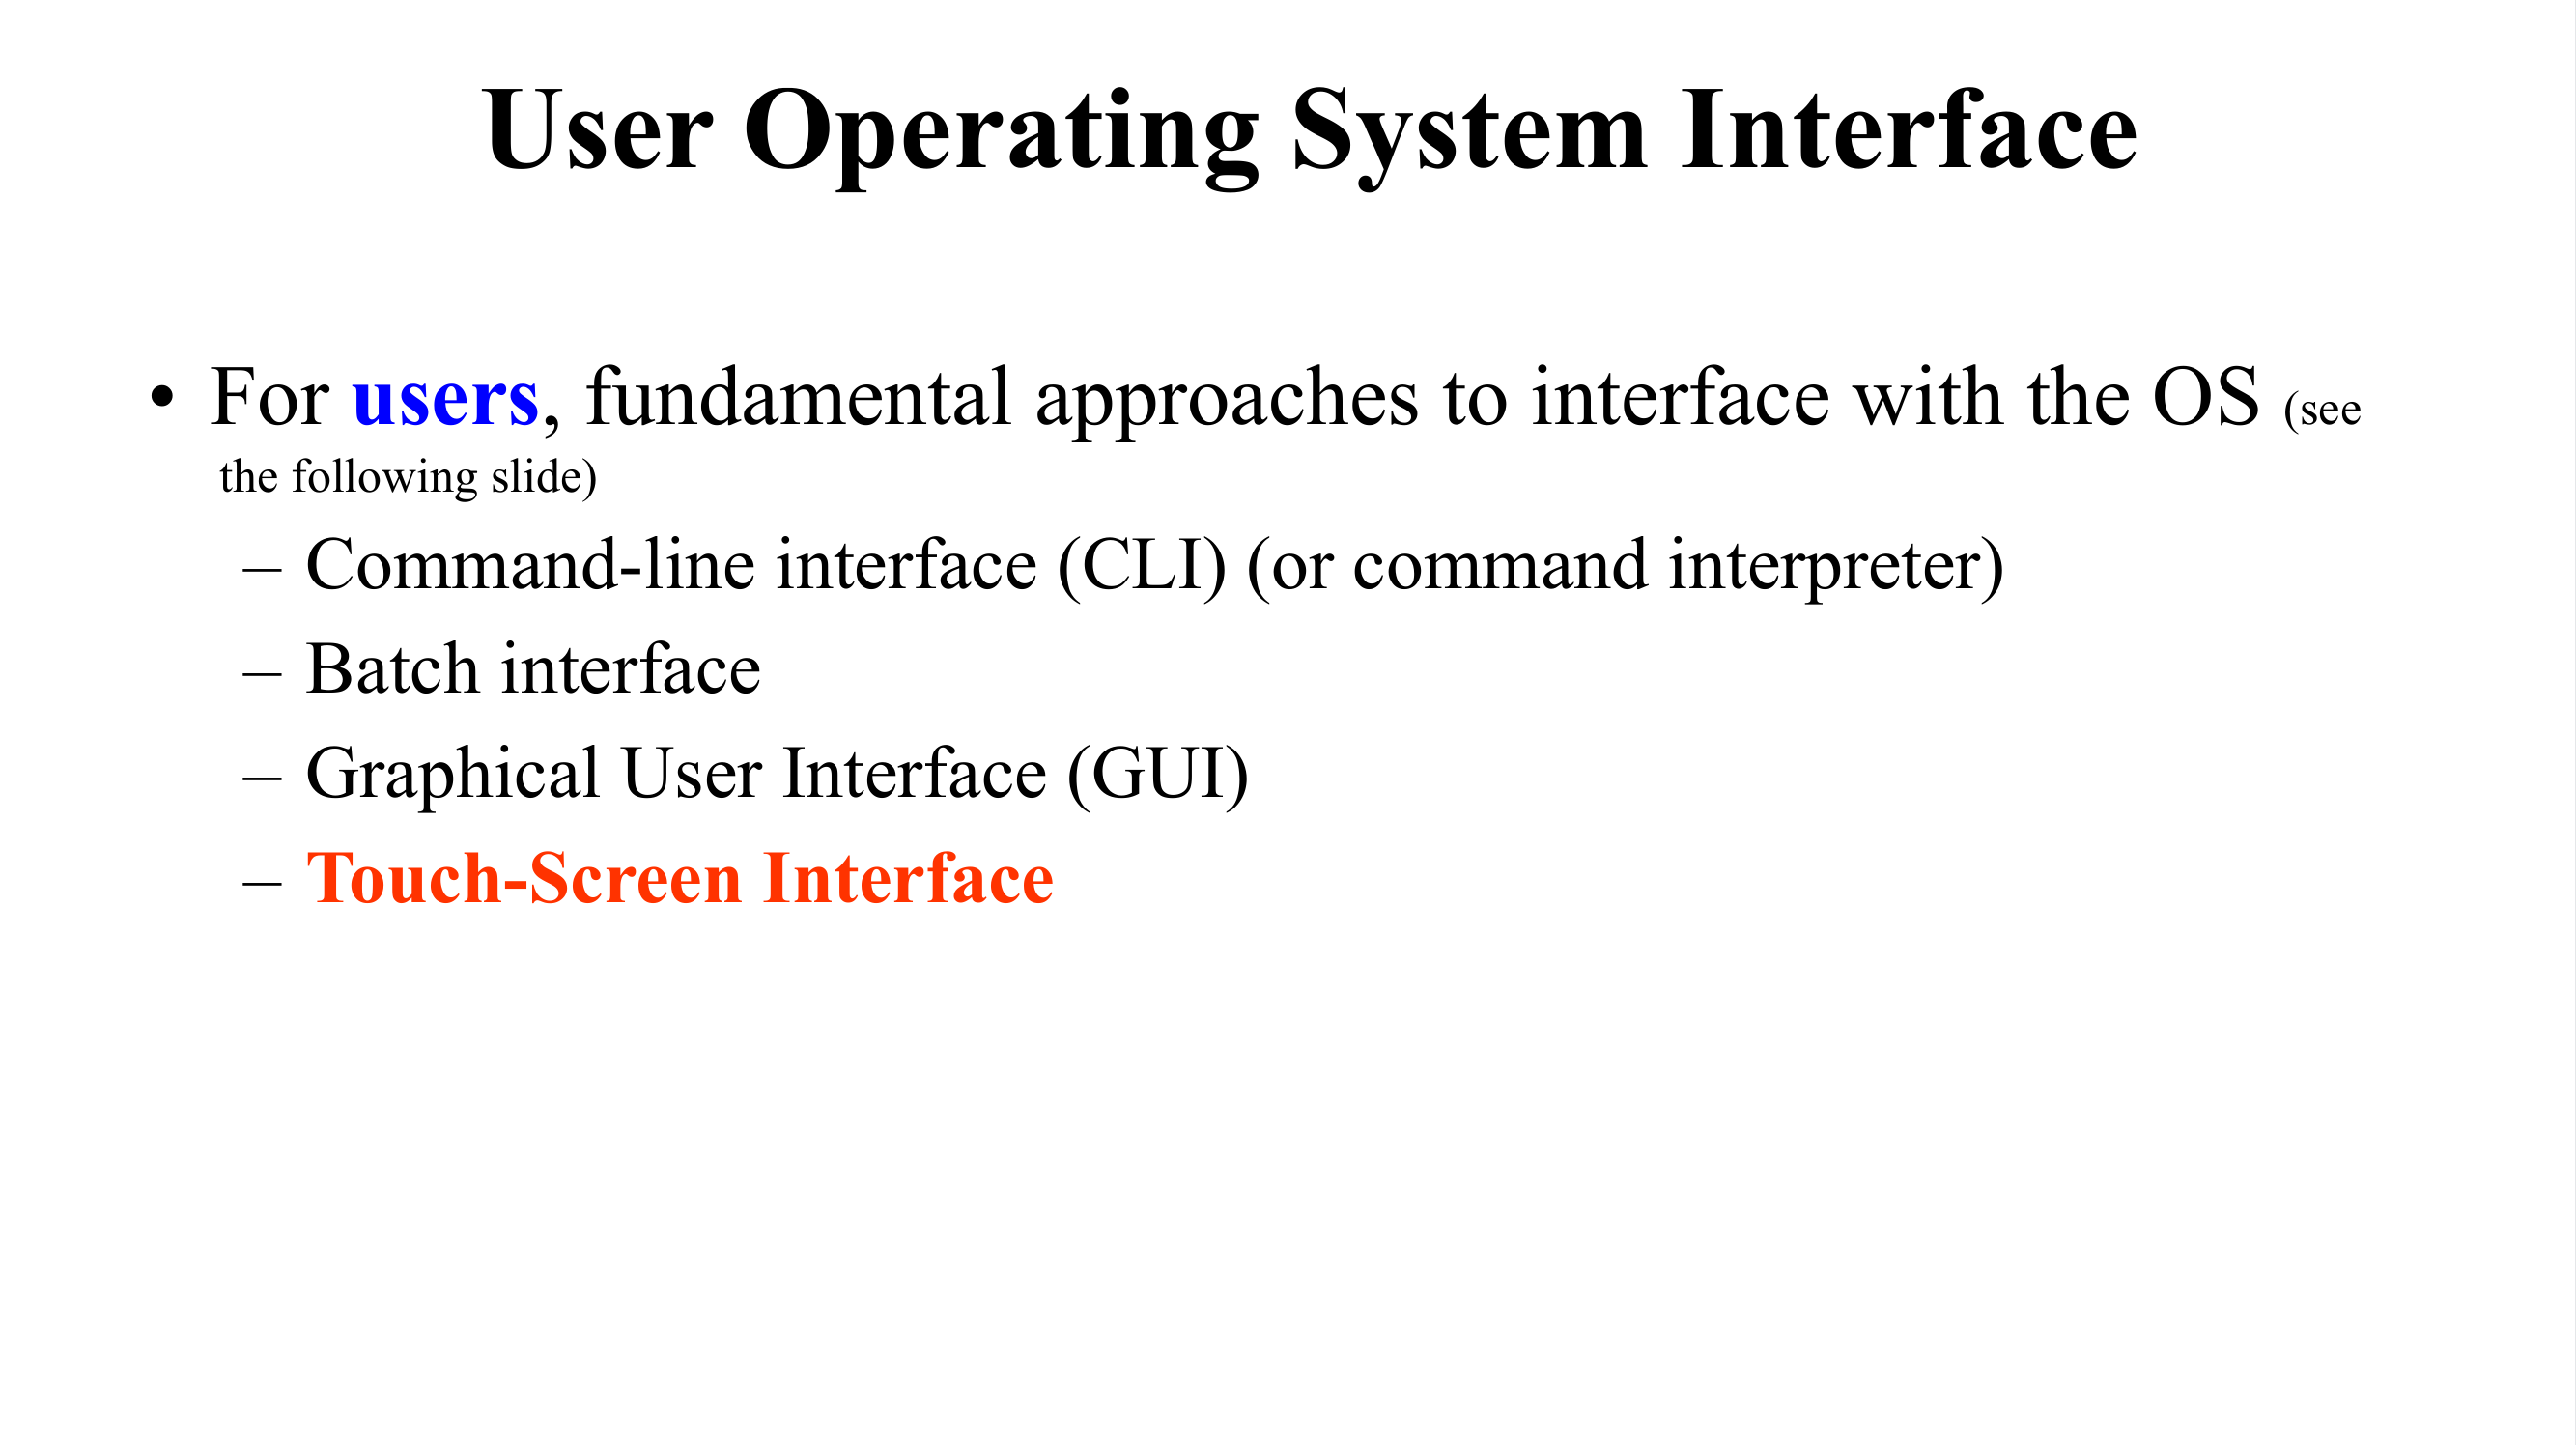 User Operating System Interface
• For users, fundamental approaches to interface with the OS (see
the following slide)
– Command-line interface (CLI) (or command interpreter)
– Batch interface
– Graphical User Interface (GUI)
– Touch-Screen Interface